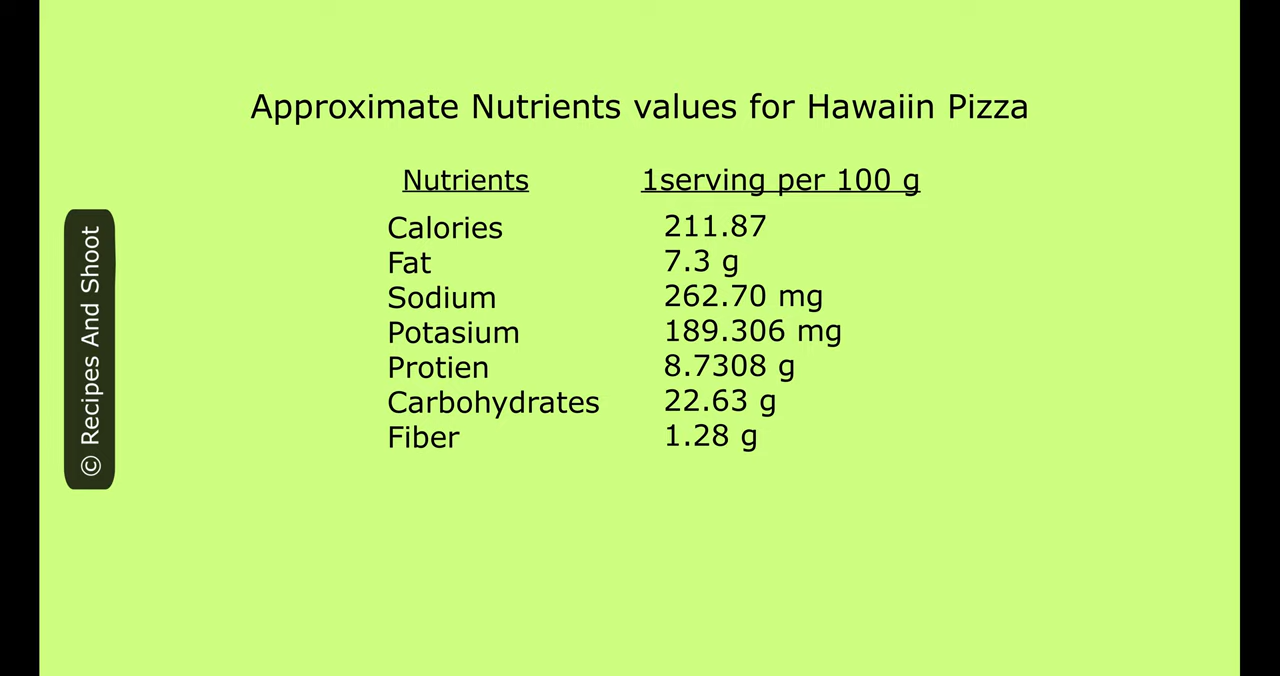 Approximate Nutrients values for Hawaiin Pizza
Nutrients 1serving per 100 g
Calories 211.87
Fat 7.3 g
Sodium 262.70 mg
Potasium 189.306 mg
Protien 8.7308 g
Carbohydrates 22.63 g
Fiber 1.28 g
© Recipes And Shoot